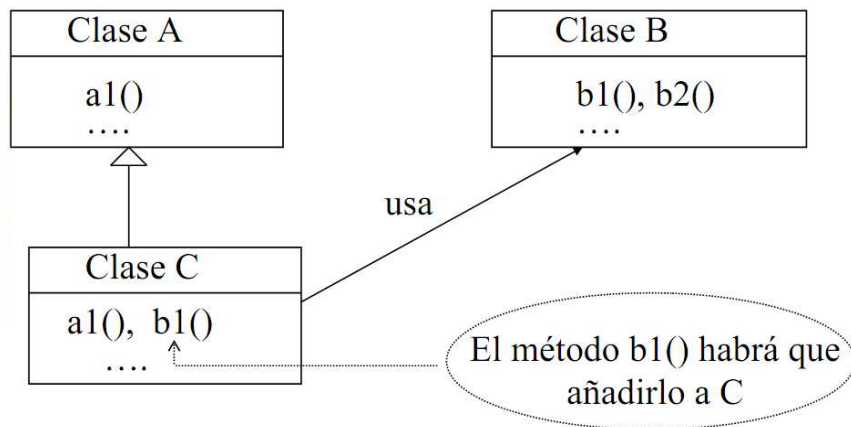 Clase A
a1()
....
Clase B
b1(), b2()
....
usa
Clase C
a1(), b1()
....
El método b1() habrá que
añadirlo a C